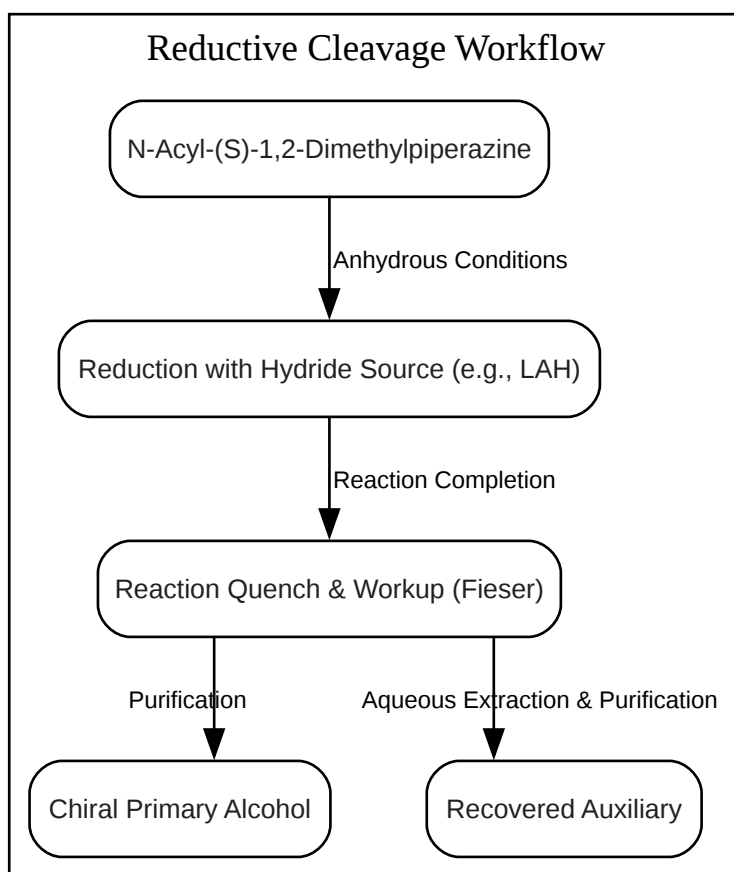 Reductive Cleavage Workflow
N-Acyl-(S)-1,2-Dimethylpiperazine
Anhydrous Conditions
Reduction with Hydride Source (e.g., LAH)
Reaction Completion
Reaction Quench & Workup (Fieser)
Purification
Aqueous Extraction & Purification
Chiral Primary Alcohol
Recovered Auxiliary